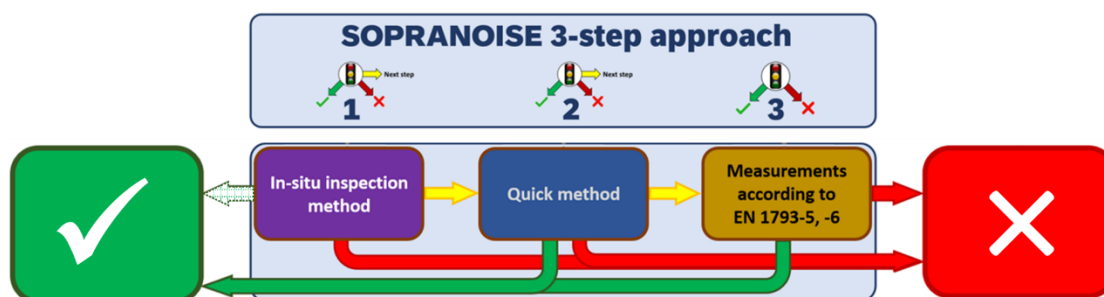 SOPRANOISE 3-step approach
Next step
Next step
1
2
3
In-situ inspection
method
Quick method
Measurements
according to
EN 1793-5, -6